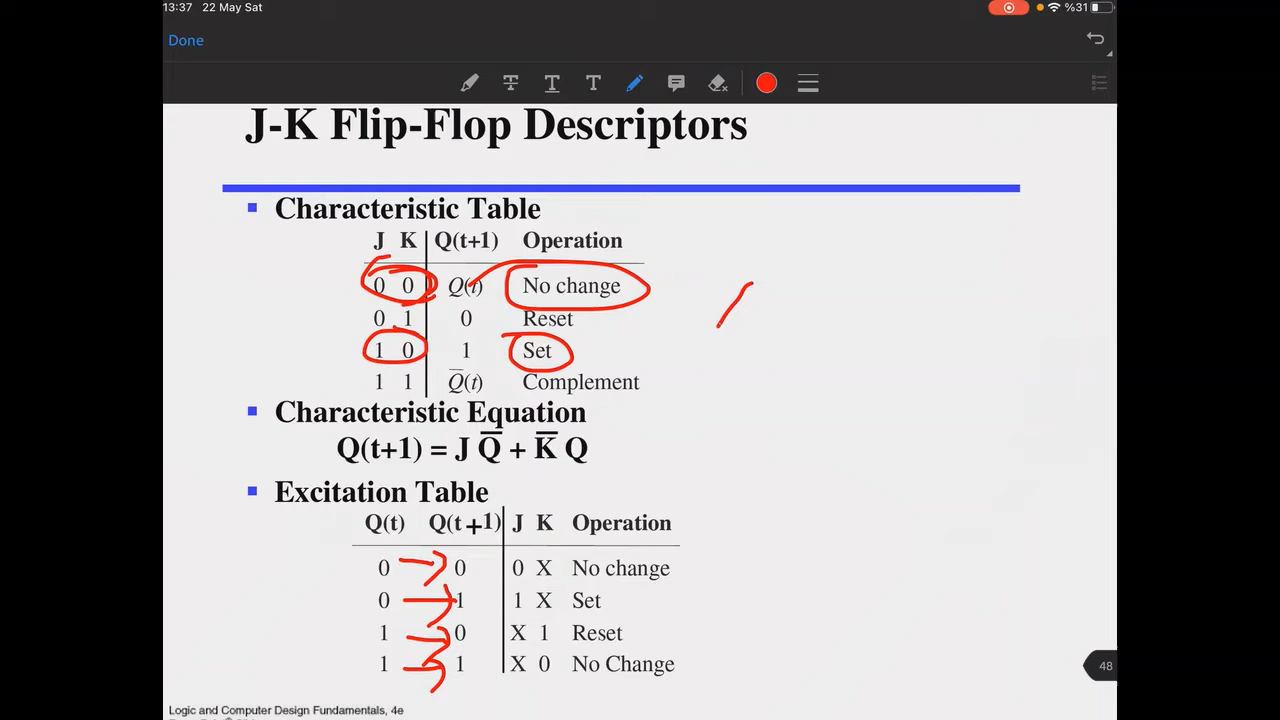 13:37 22 May Sat %31
Done
J-K Flip-Flop Descriptors
Characteristic Table
J K Q(t+1) Operation
0 0 Q(t) No change
0 1 0 Reset
1 0 1 Set
1 1 Q̅(t) Complement
Characteristic Equation
Q(t+1) = J Q̅ + K̅ Q
Excitation Table
Q(t) Q(t+1) J K Operation
0 0 0 X No change
0 1 1 X Set
1 0 X 1 Reset
1 1 X 0 No Change
48
Logic and Computer Design Fundamentals, 4e